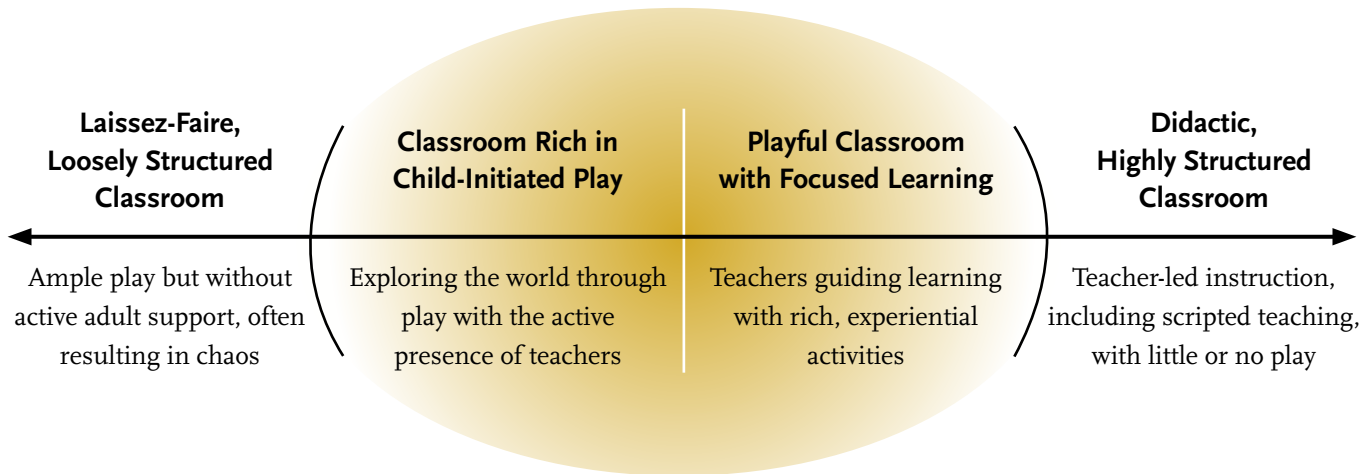 Laissez-Faire,
Loosely Structured
Classroom
Ample play but without
active adult support, often
resulting in chaos
Classroom Rich in
Child-Initiated Play
Exploring the world through
play with the active
presence of teachers
Playful Classroom
with Focused Learning
Teachers guiding learning
with rich, experiential
activities
Didactic,
Highly Structured
Classroom
Teacher-led instruction,
including scripted teaching,
with little or no play